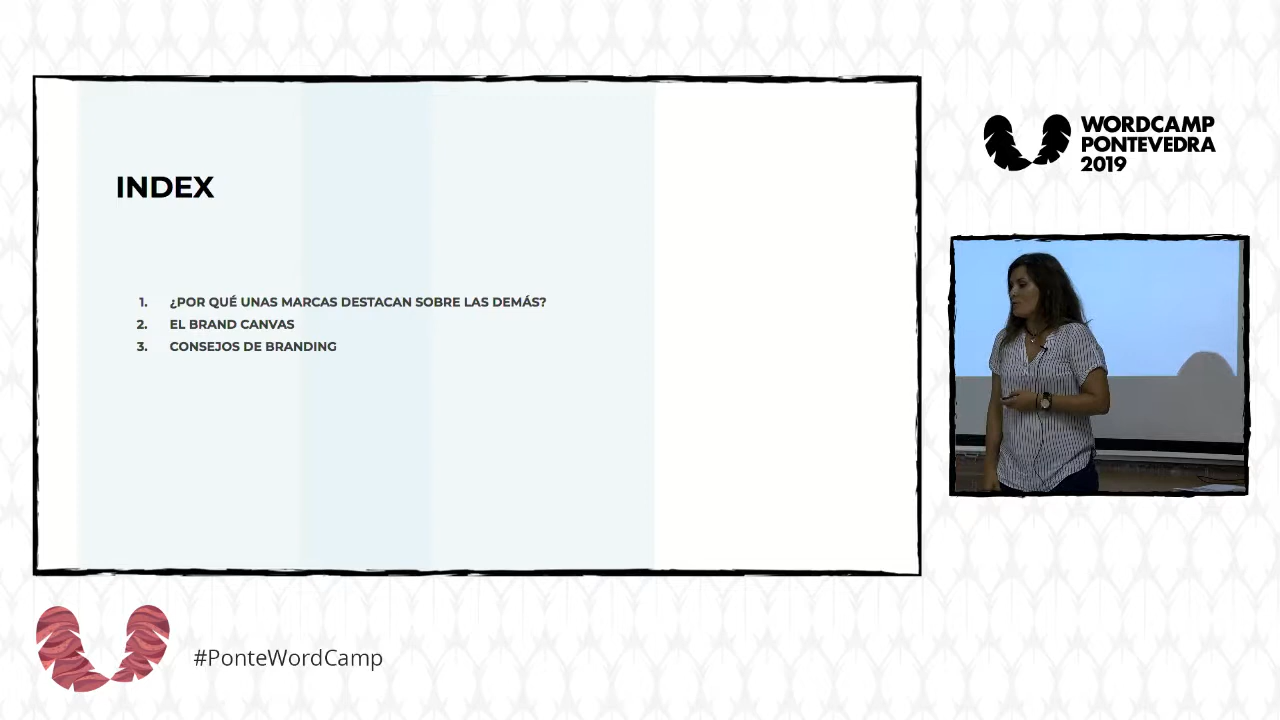 INDEX
1. ¿POR QUÉ UNAS MARCAS DESTACAN SOBRE LAS DEMÁS?
2. EL BRAND CANVAS
3. CONSEJOS DE BRANDING
WORDCAMP
PONTEVEDRA
2019
#PonteWordCamp